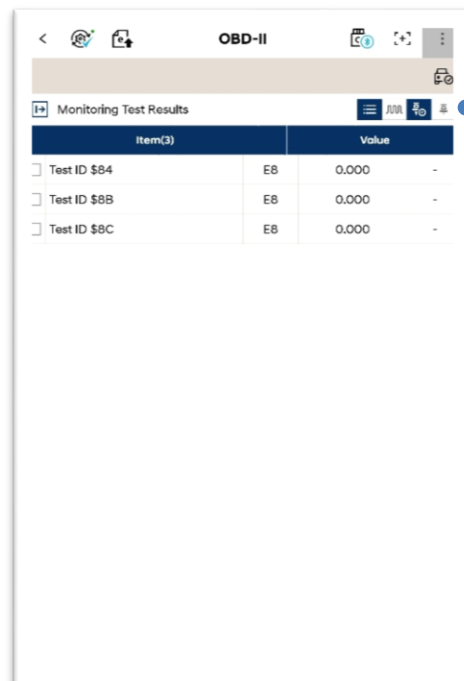 OBD-II
Monitoring Test Results
Item(3) Value
Test ID $84 E8 0.000 -
Test ID $8B E8 0.000 -
Test ID $8C E8 0.000 -